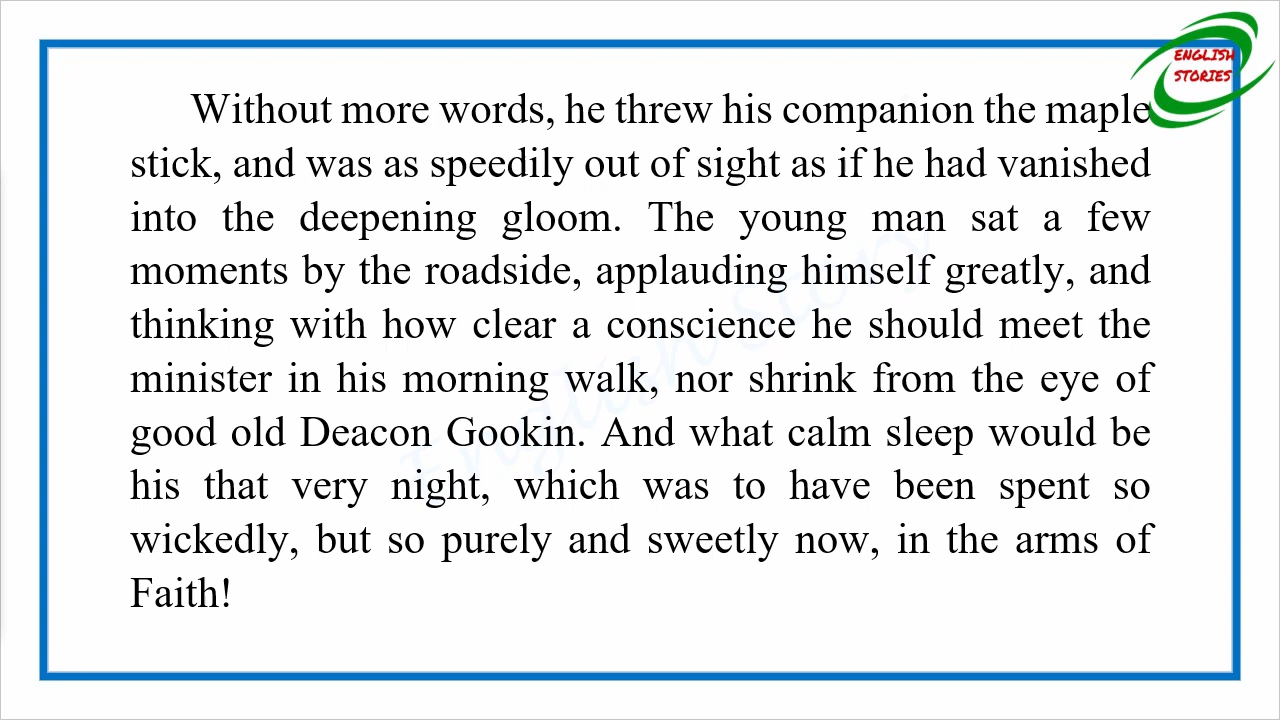 ENGLISH
STORIES
Without more words, he threw his companion the maple
stick, and was as speedily out of sight as if he had vanished
into the deepening gloom. The young man sat a few
moments by the roadside, applauding himself greatly, and
thinking with how clear a conscience he should meet the
minister in his morning walk, nor shrink from the eye of
good old Deacon Gookin. And what calm sleep would be
his that very night, which was to have been spent so
wickedly, but so purely and sweetly now, in the arms of
Faith!
English Story